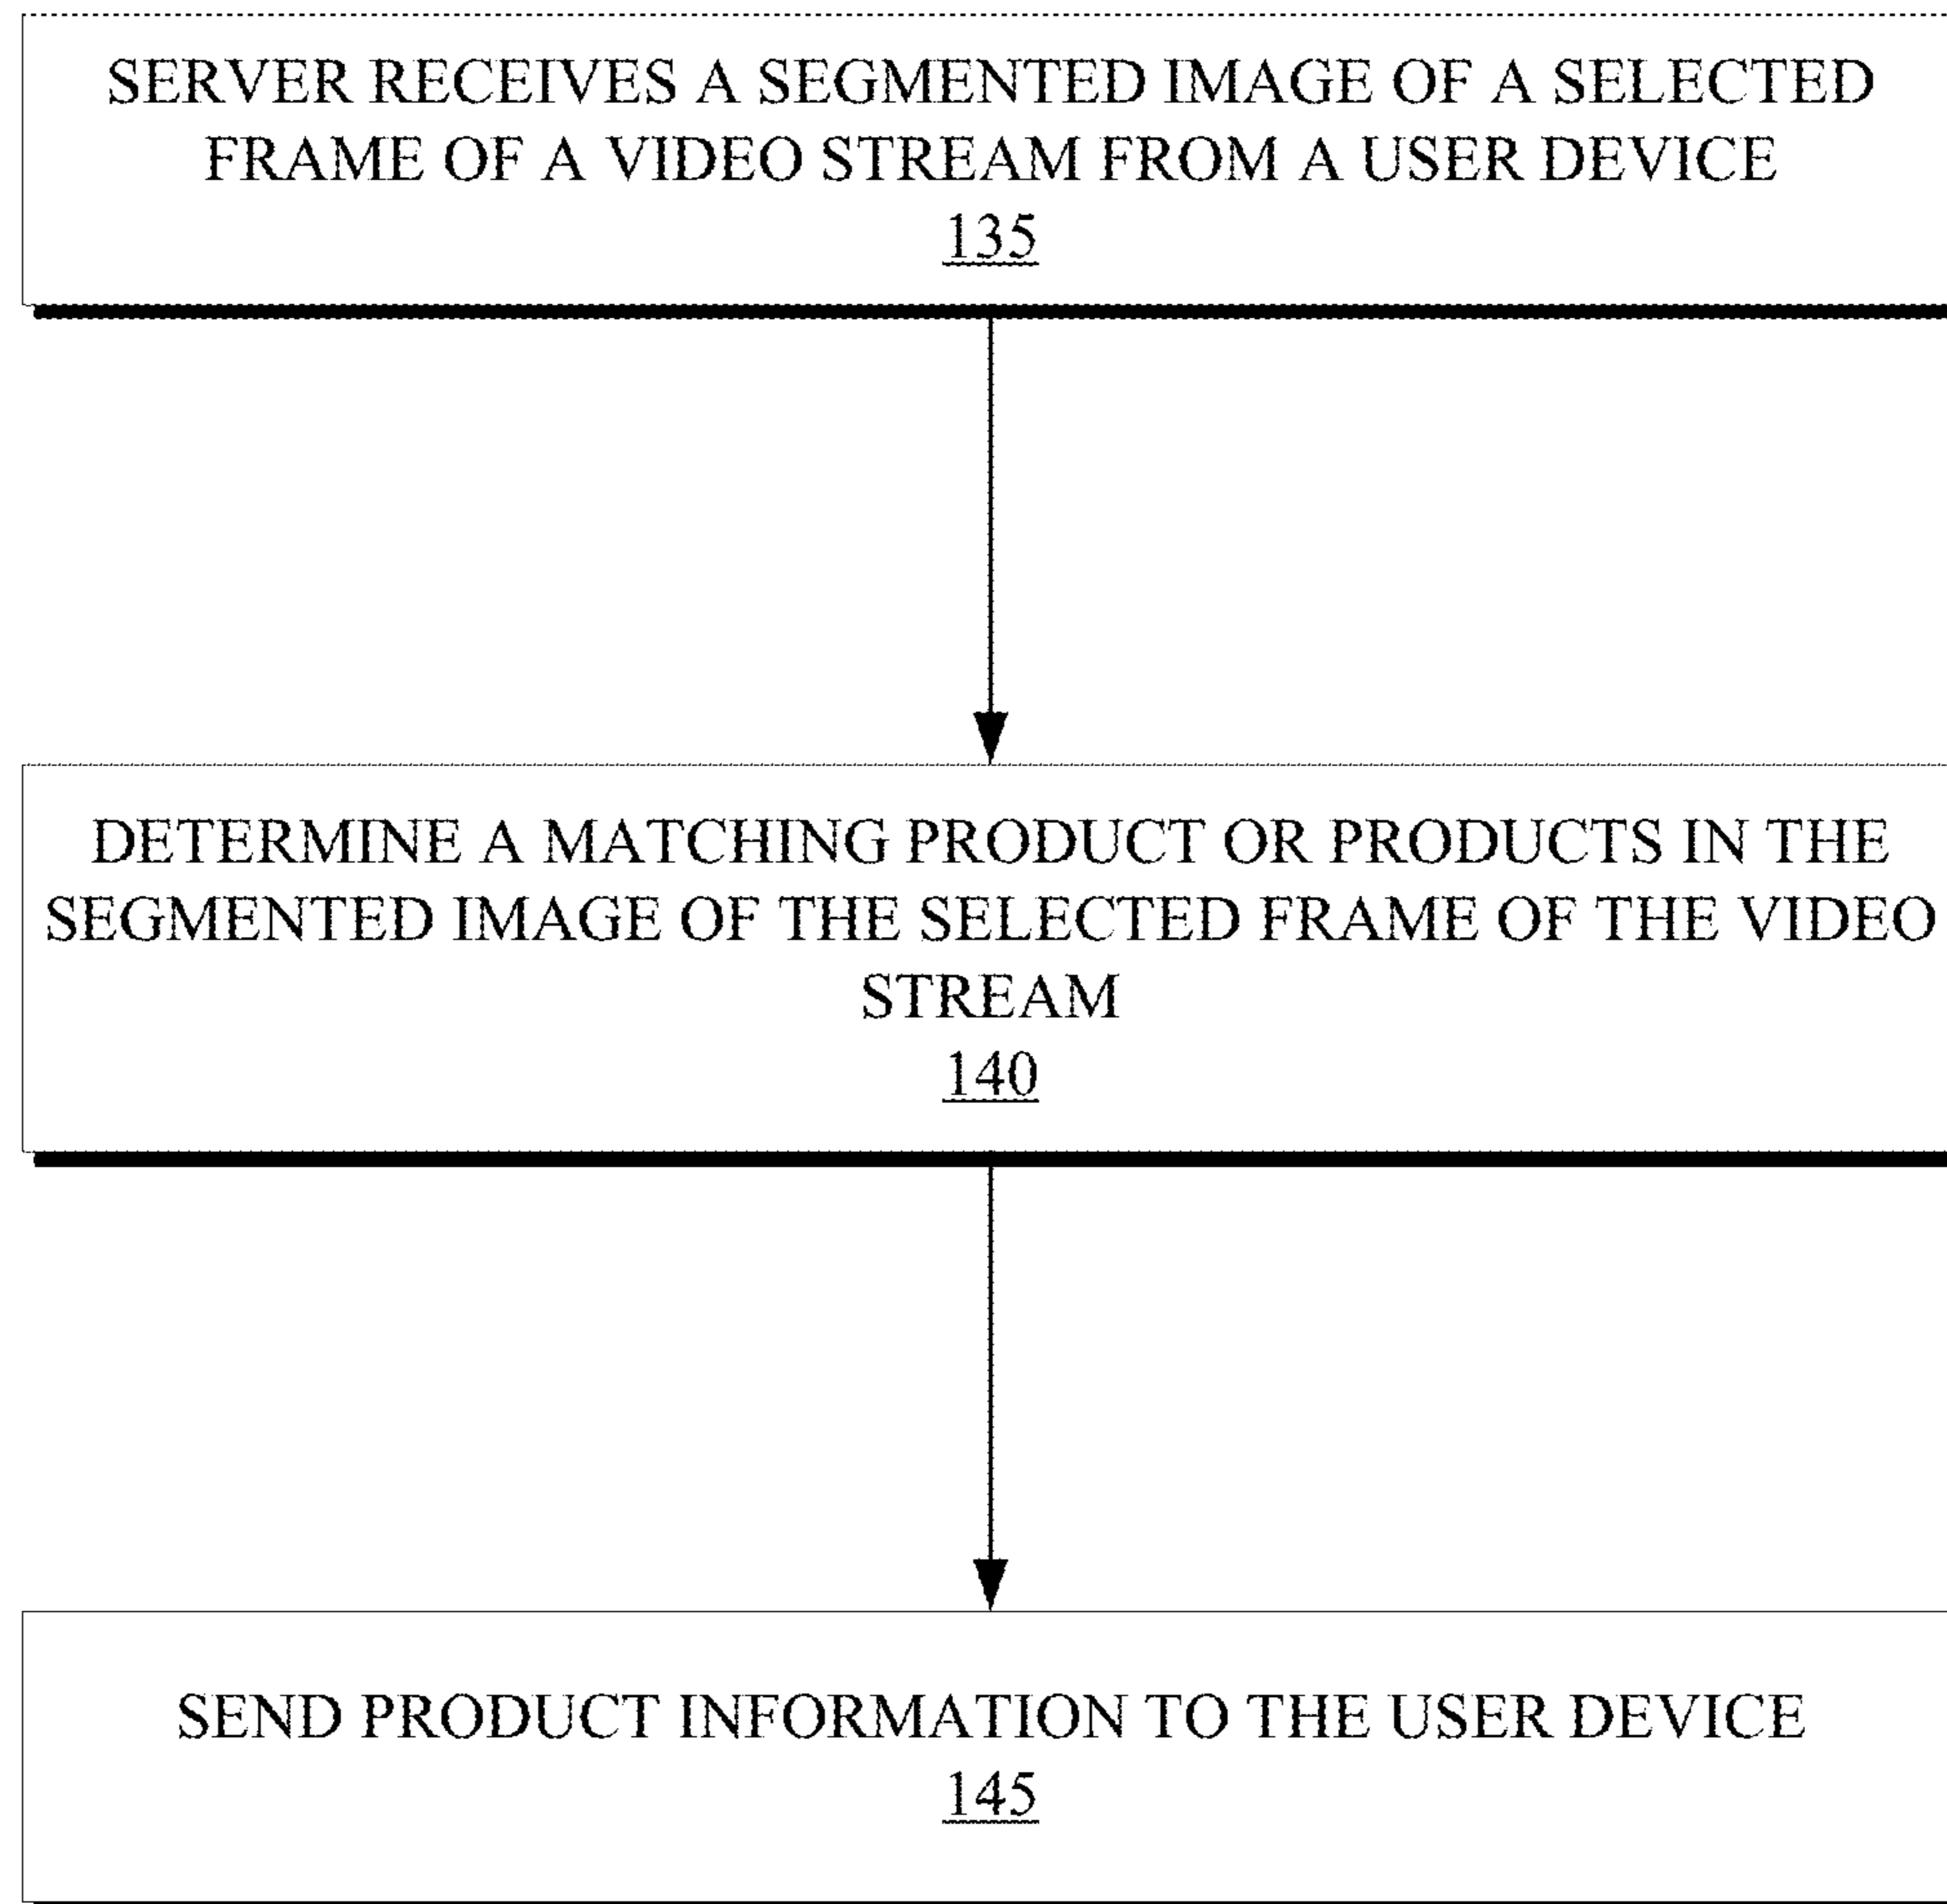 SERVER RECEIVES A SEGMENTED IMAGE OF A SELECTED
FRAME OF A VIDEO STREAM FROM A USER DEVICE
135
DETERMINE A MATCHING PRODUCT OR PRODUCTS IN THE
SEGMENTED IMAGE OF THE SELECTED FRAME OF THE VIDEO
STREAM
140
SEND PRODUCT INFORMATION TO THE USER DEVICE
145